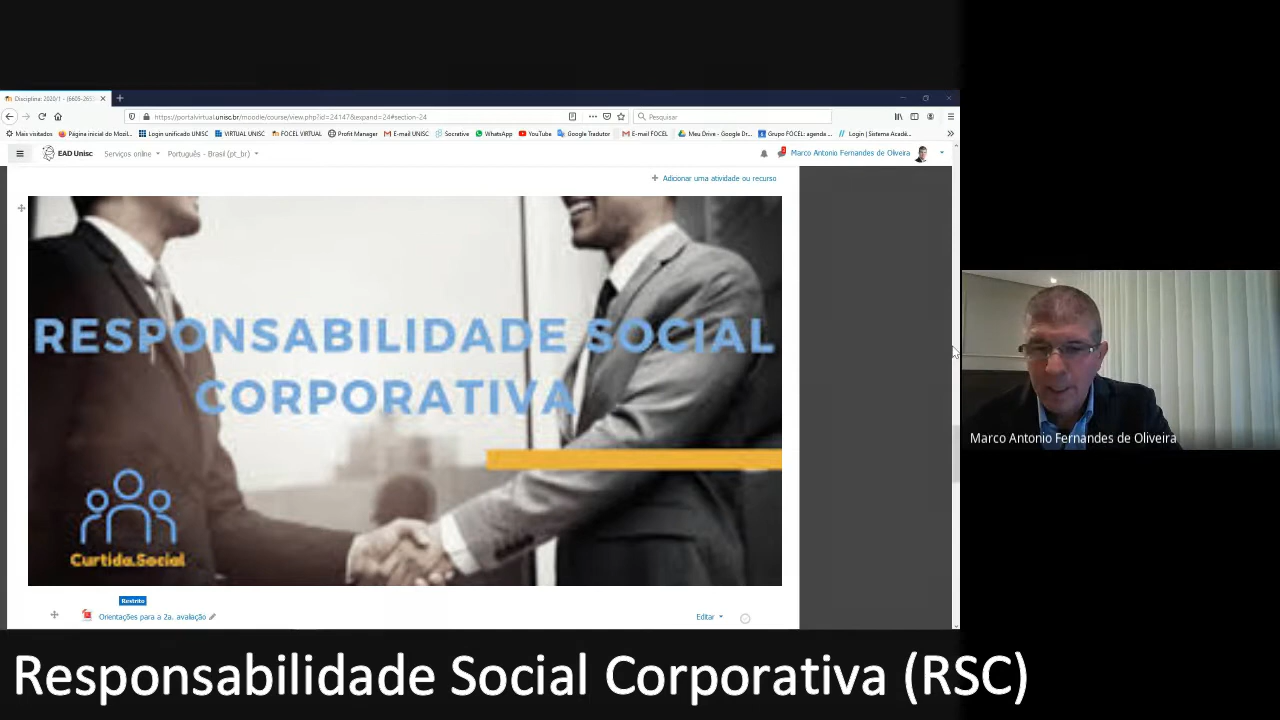 Disciplina: 2020/1 - (6605-265
https://portalvirtual.unisc.br/moodle/course/view.php?id=24147&expand=24#section-24
Pesquisar
Mais visitados
Página inicial do Mozil...
Login unificado UNISC
VIRTUAL UNISC
FOCEL VIRTUAL
Profit Manager
E-mail UNISC
Socrative
WhatsApp
YouTube
Google Tradutor
E-mail FOCEL
Meu Drive - Google Dr...
Grupo FOCEL: agenda ...
Login | Sistema Acadê...
EAD Unisc
Serviços online
Português - Brasil (pt_br)
Marco Antonio Fernandes de Oliveira
Adicionar uma atividade ou recurso
RESPONSABILIDADE SOCIAL
CORPORATIVA
Curtida.Social
Marco Antonio Fernandes de Oliveira
Restrito
Orientações para a 2a. avaliação
Editar
Responsabilidade Social Corporativa (RSC)